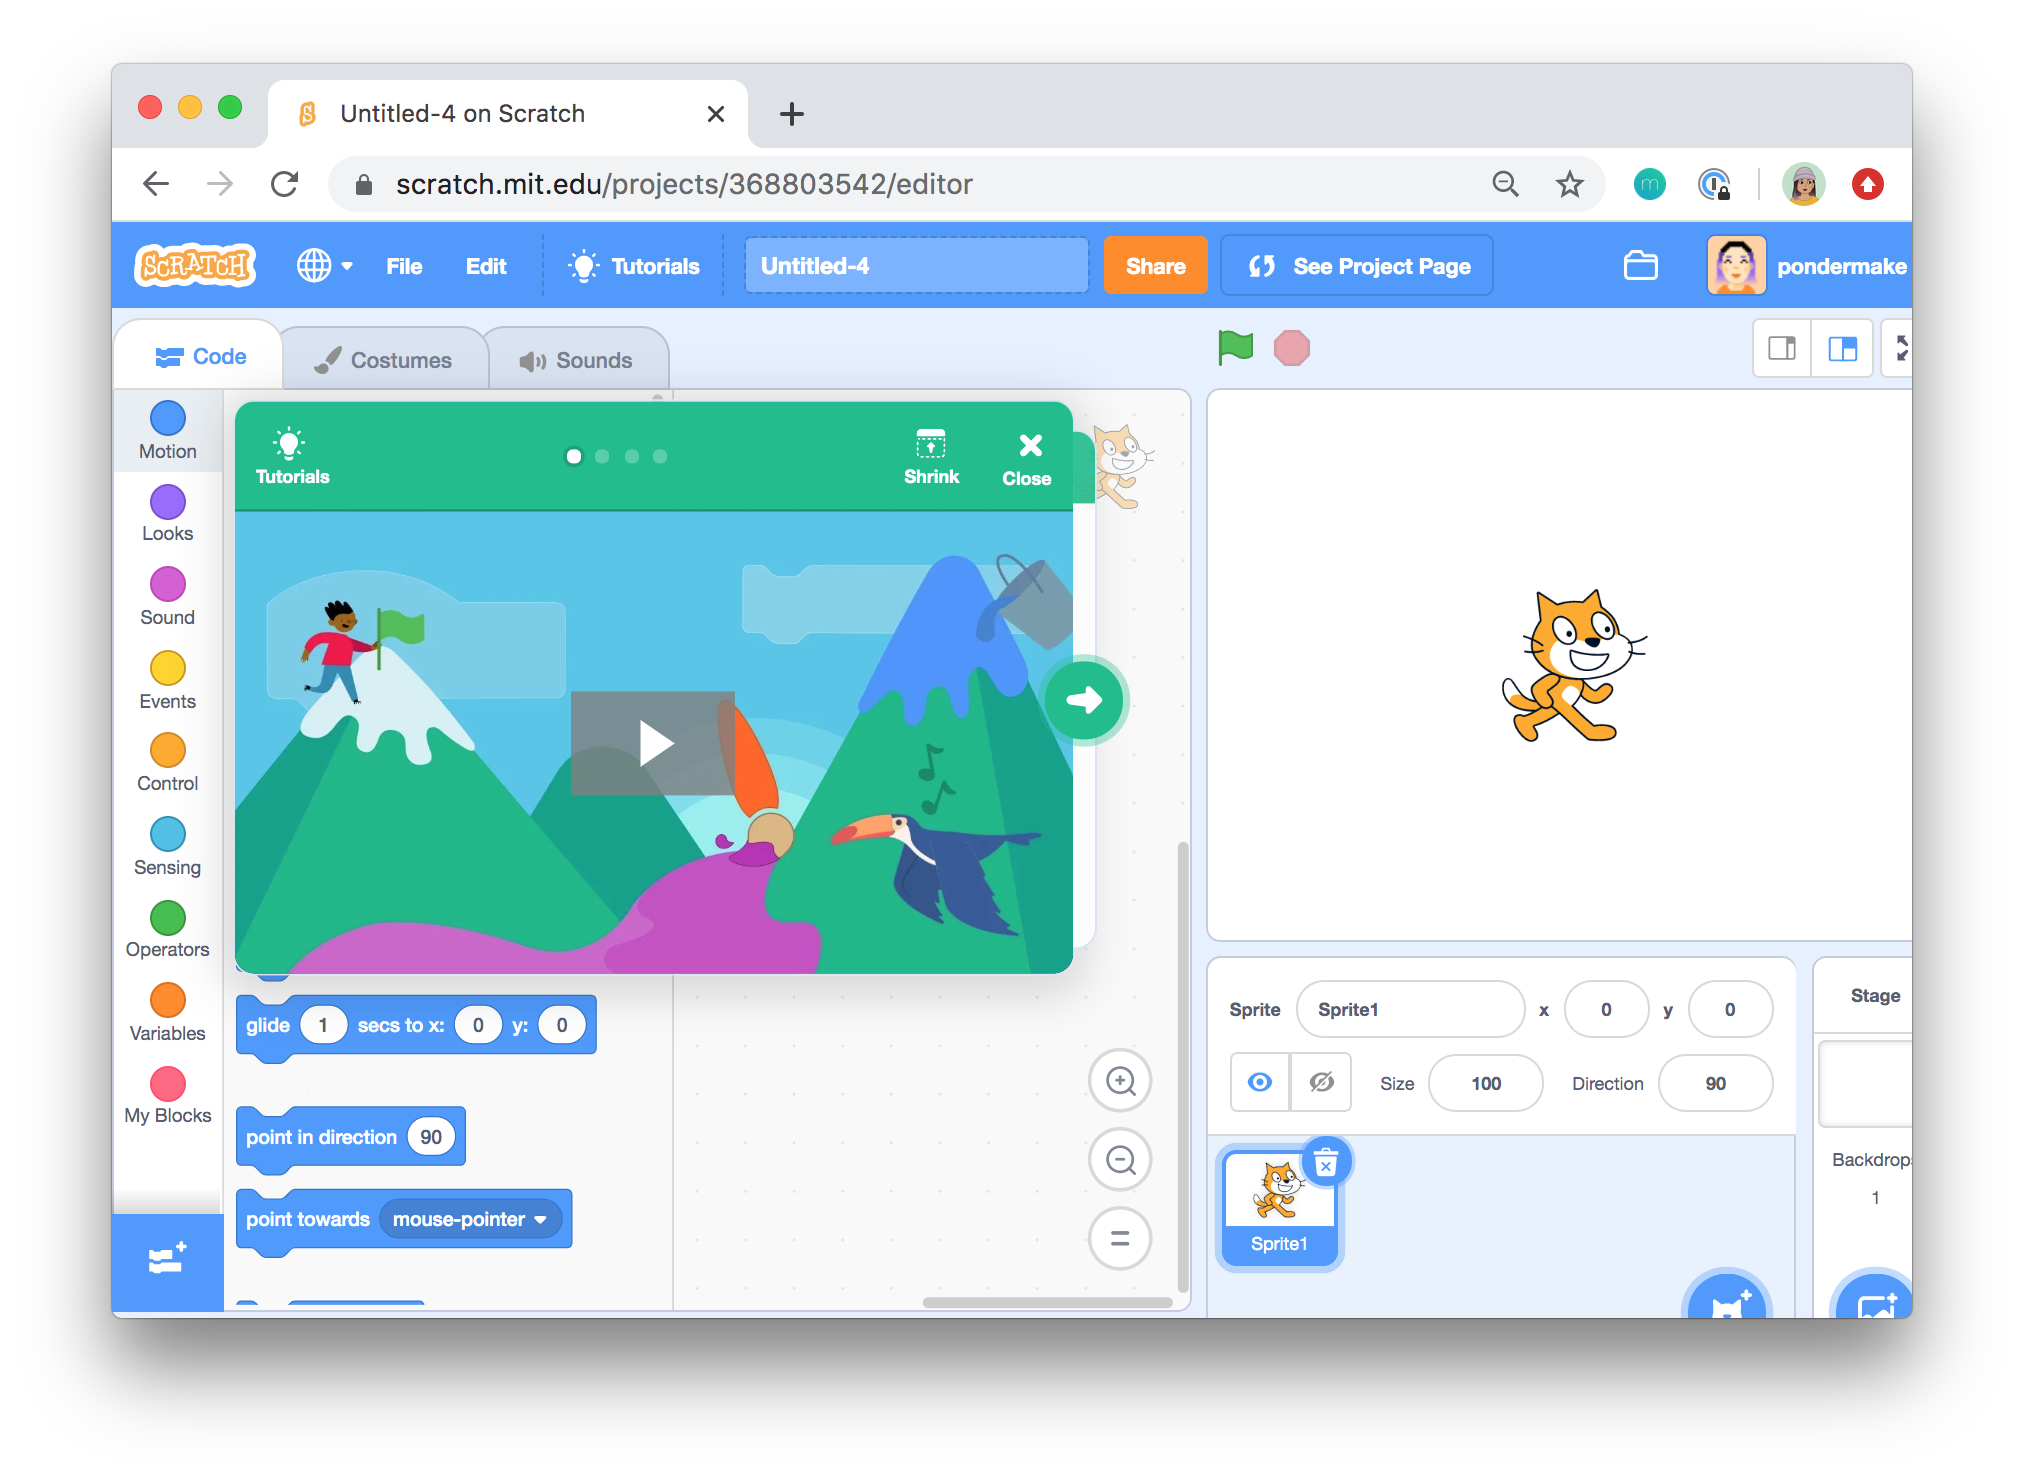 Untitled-4 on Scratch
scratch.mit.edu/projects/368803542/editor
m
SCRATCH
File
Edit
Tutorials
Untitled-4
Share
See Project Page
pondermake
Code
Costumes
Sounds
Motion
Looks
Sound
Events
Control
Sensing
Operators
Variables
My Blocks
Tutorials
Shrink
Close
glide 1 secs to x: 0 y: 0
point in direction 90
point towards mouse-pointer
Sprite Sprite1 x 0 y 0
Size 100 Direction 90
Sprite1
Stage
Backdrop
1